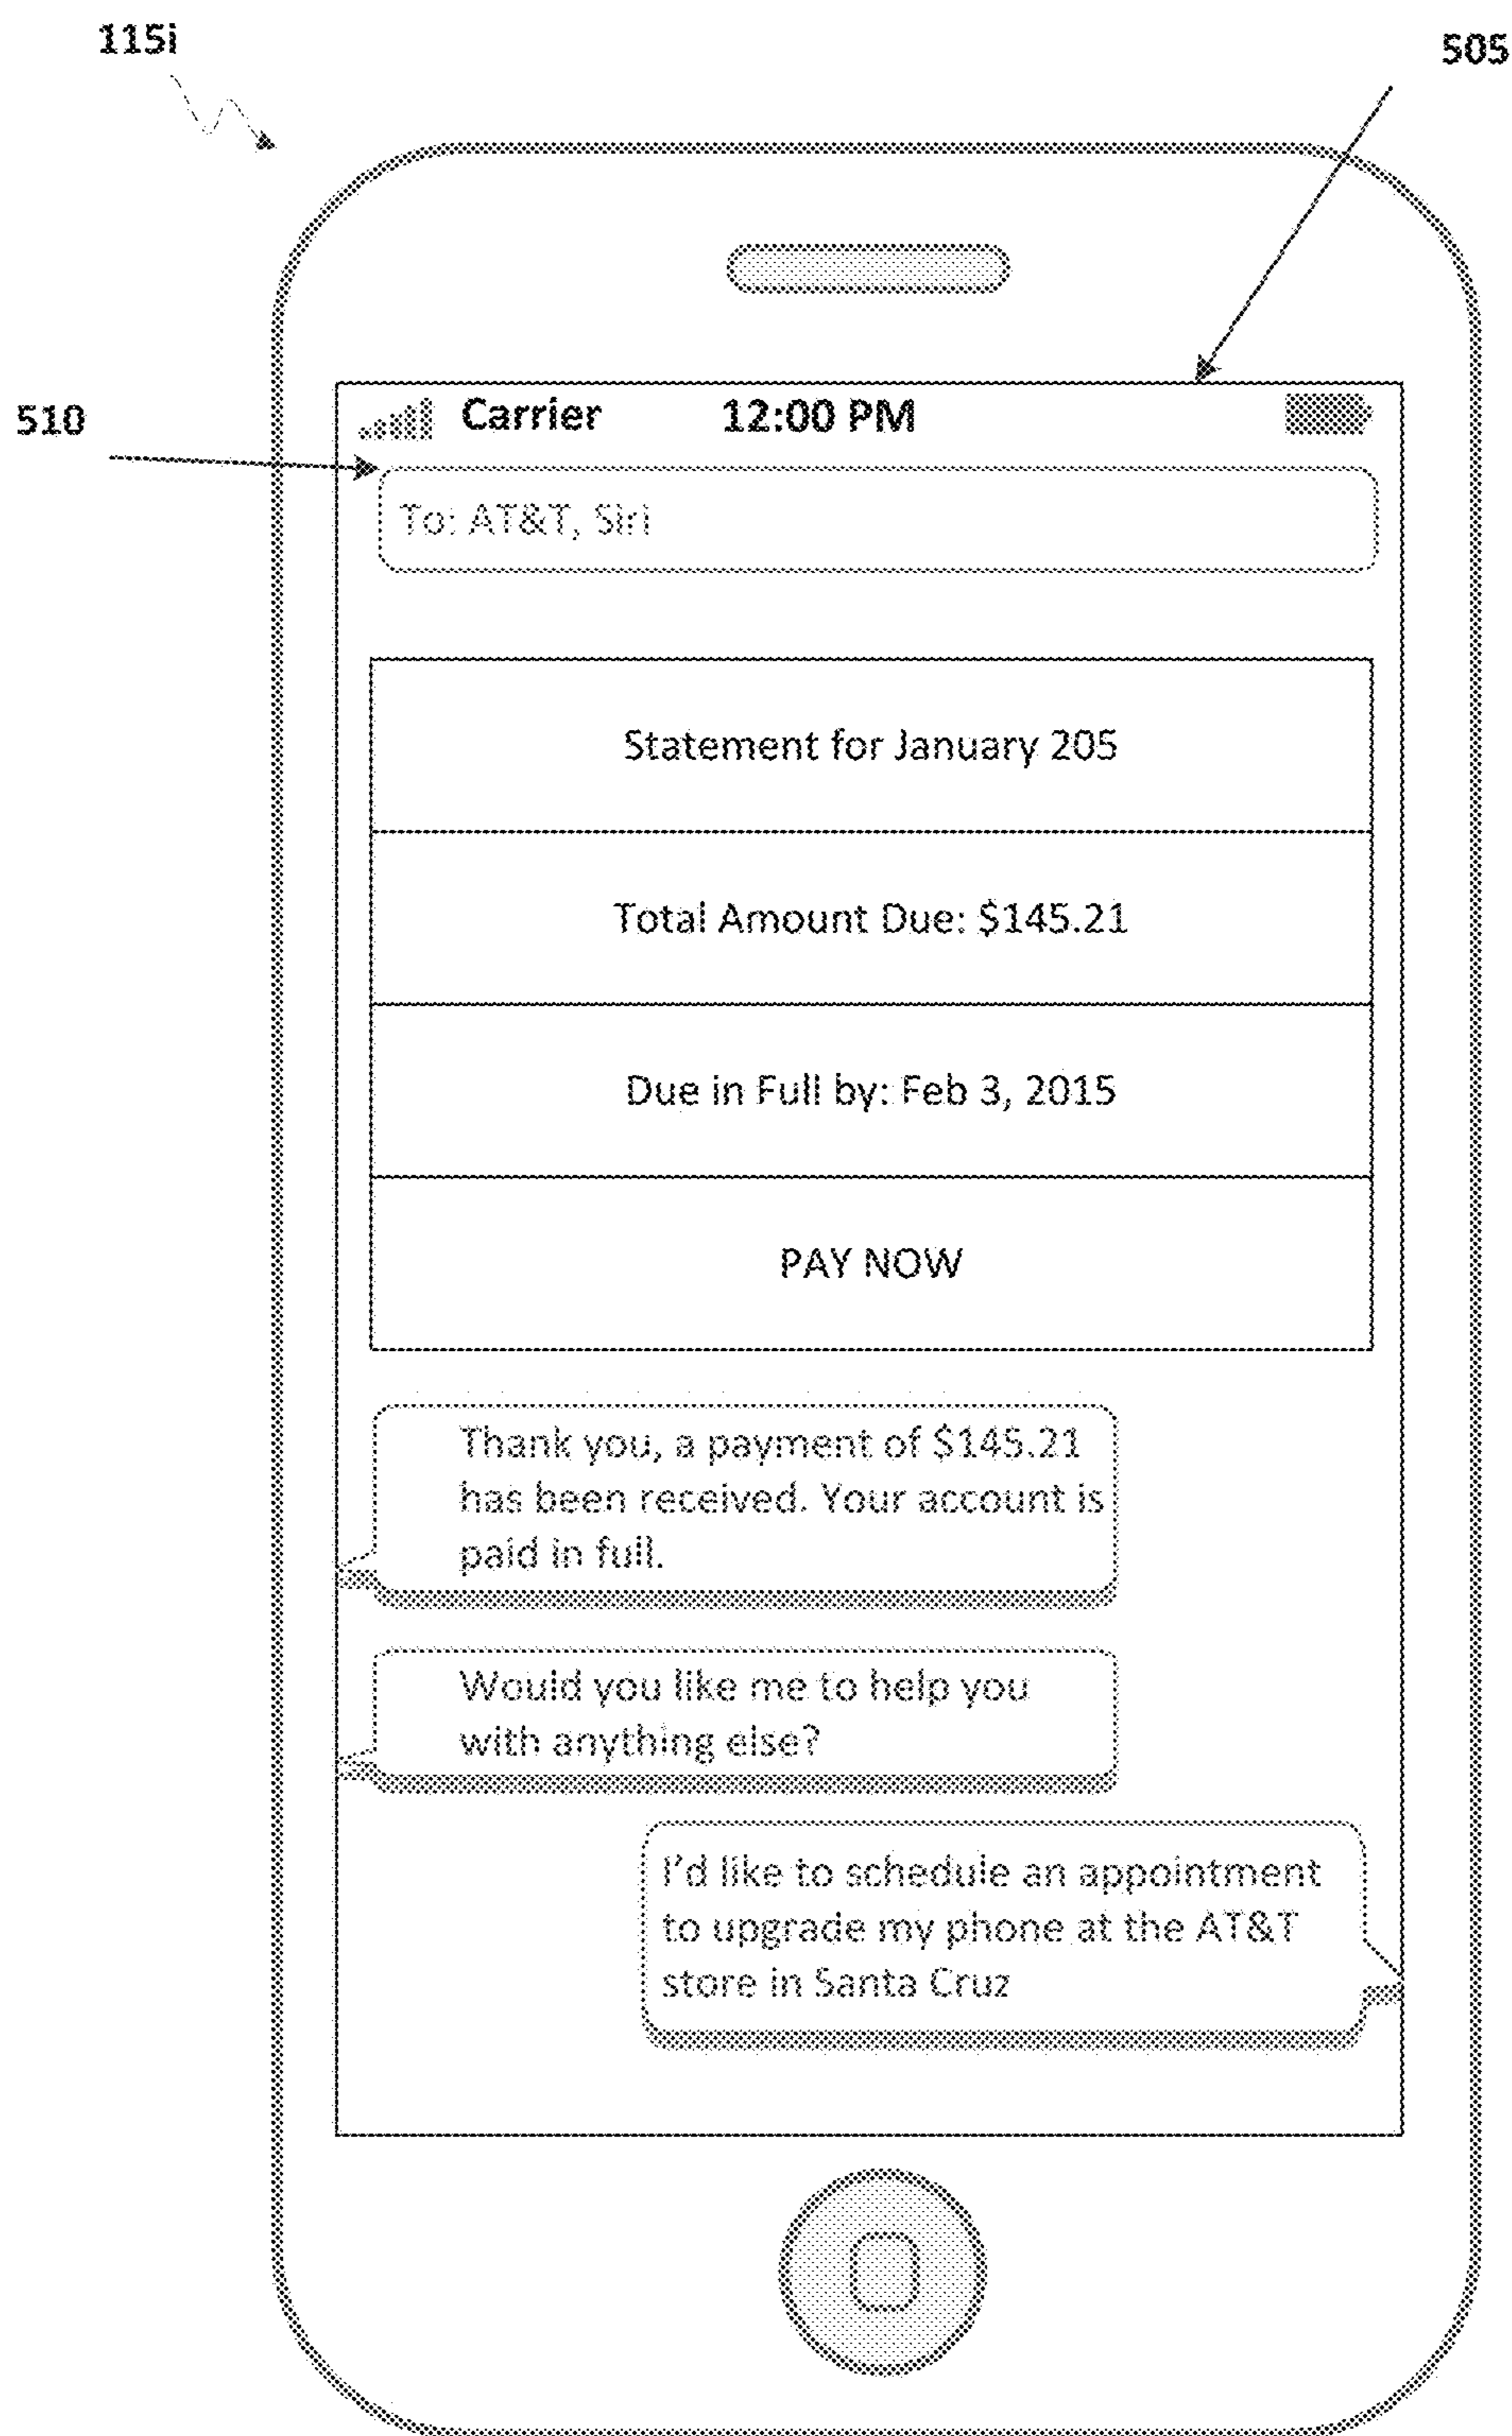 115i
505
510
Carrier 12:00 PM
To: AT&T, Siri
Statement for January 205
Total Amount Due: $145.21
Due in Full by: Feb 3, 2015
PAY NOW
Thank you, a payment of $145.21
has been received. Your account is
paid in full.
Would you like me to help you
with anything else?
I'd like to schedule an appointment
to upgrade my phone at the AT&T
store in Santa Cruz